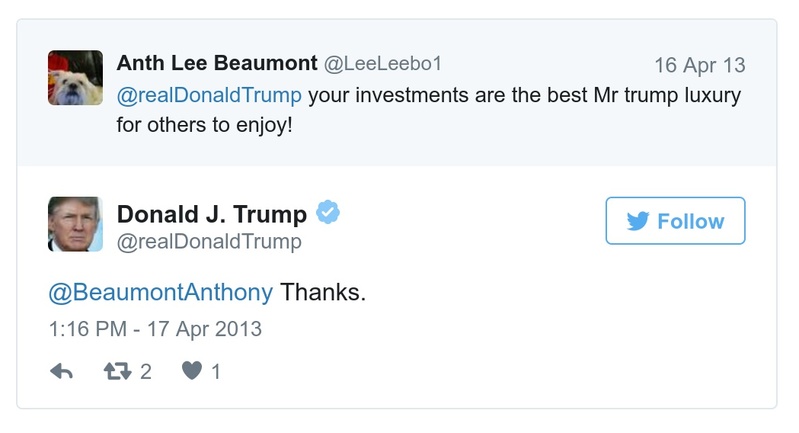 Anth Lee Beaumont @LeeLeebo1 16 Apr 13
@realDonaldTrump your investments are the best Mr trump luxury
for others to enjoy!
Donald J. Trump
@realDonaldTrump
Follow
@BeaumontAnthony Thanks.
1:16 PM - 17 Apr 2013
2 1